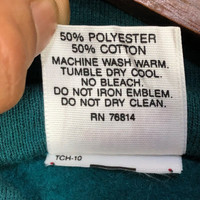 50% POLYESTER
50% COTTON
MACHINE WASH WARM.
TUMBLE DRY COOL.
NO BLEACH.
DO NOT IRON EMBLEM.
DO NOT DRY CLEAN.
RN 76814
TCH-10